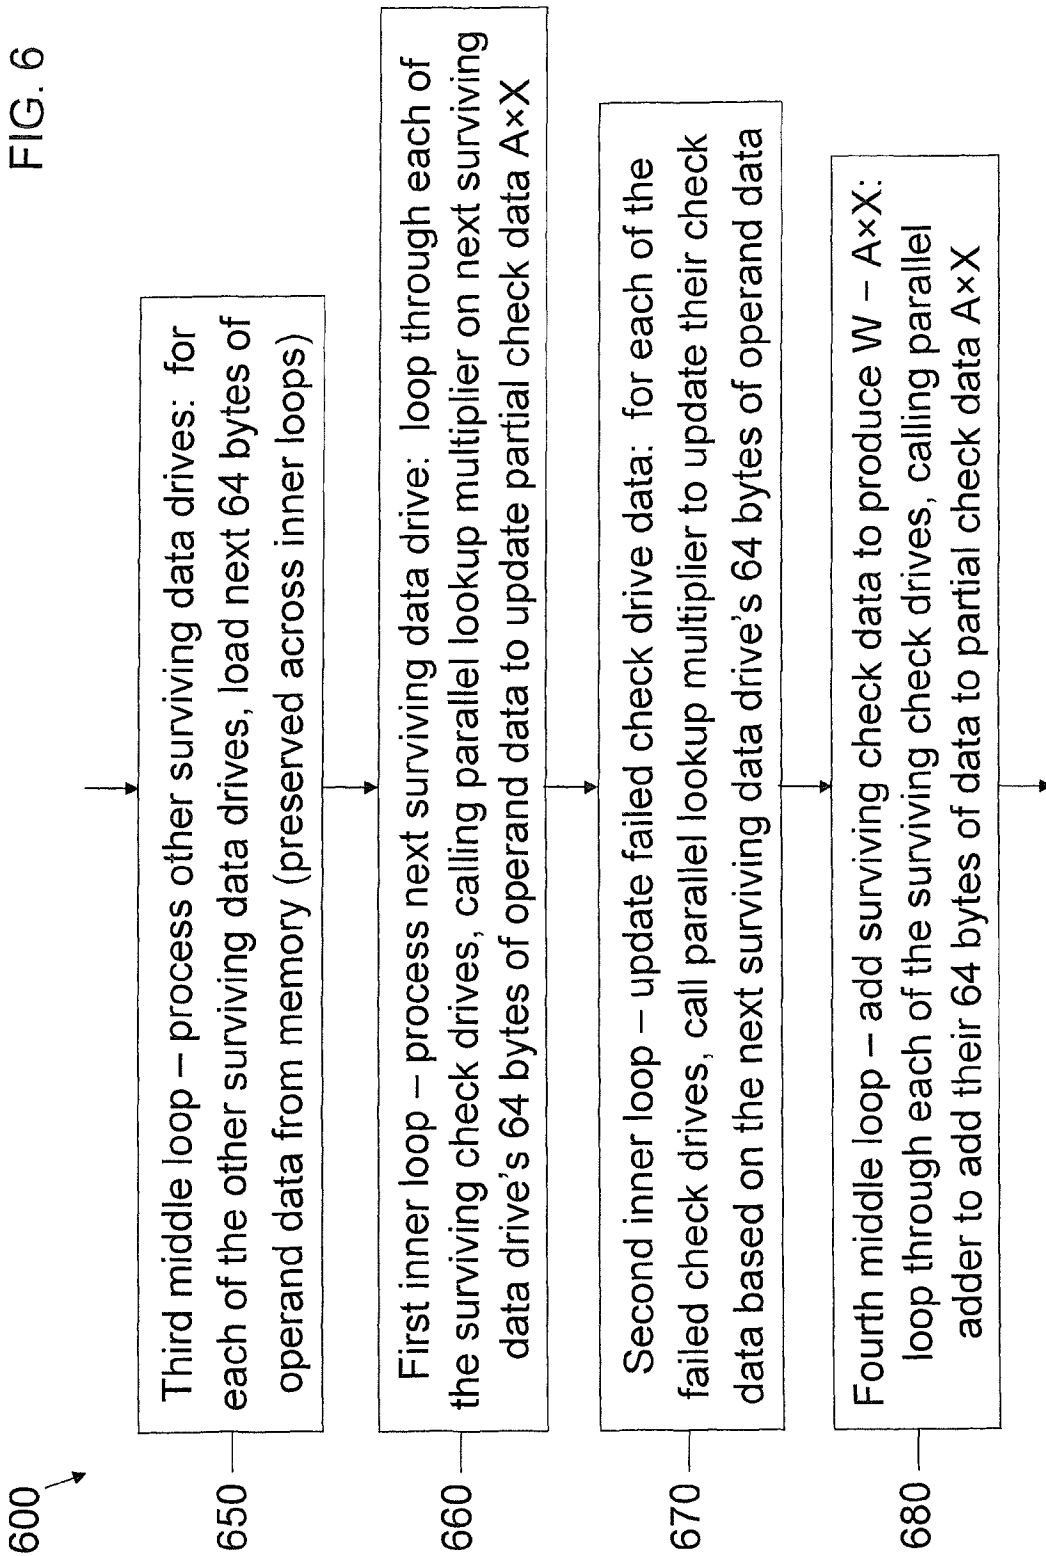 FIG. 6
600
650
Third middle loop – process other surviving data drives: for
each of the other surviving data drives, load next 64 bytes of
operand data from memory (preserved across inner loops)
660
First inner loop – process next surviving data drive: loop through each of
the surviving check drives, calling parallel lookup multiplier on next surviving
data drive's 64 bytes of operand data to update partial check data A×X
670
Second inner loop – update failed check drive data: for each of the
failed check drives, call parallel lookup multiplier to update their check
data based on the next surviving data drive's 64 bytes of operand data
680
Fourth middle loop – add surviving check data to produce W – A×X:
loop through each of the surviving check drives, calling parallel
adder to add their 64 bytes of data to partial check data A×X